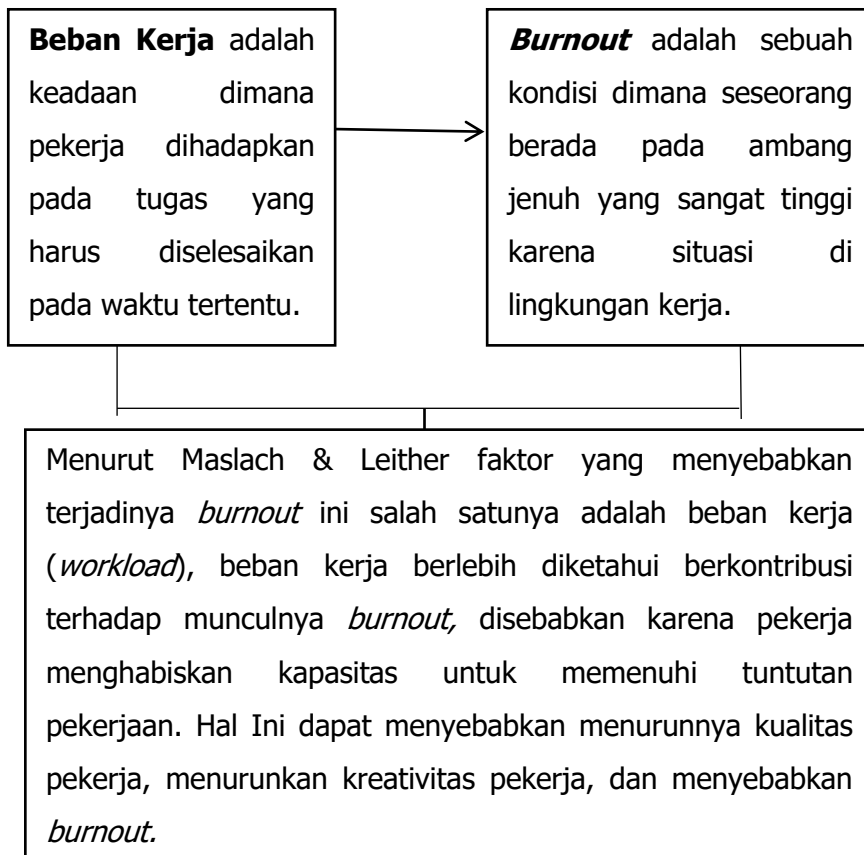 Beban Kerja adalah
keadaan dimana
pekerja dihadapkan
pada tugas yang
harus diselesaikan
pada waktu tertentu.
Burnout adalah sebuah
kondisi dimana seseorang
berada pada ambang
jenuh yang sangat tinggi
karena situasi di
lingkungan kerja.
Menurut Maslach & Leither faktor yang menyebabkan
terjadinya burnout ini salah satunya adalah beban kerja
(workload), beban kerja berlebih diketahui berkontribusi
terhadap munculnya burnout, disebabkan karena pekerja
menghabiskan kapasitas untuk memenuhi tuntutan
pekerjaan. Hal Ini dapat menyebabkan menurunnya kualitas
pekerja, menurunkan kreativitas pekerja, dan menyebabkan
burnout.